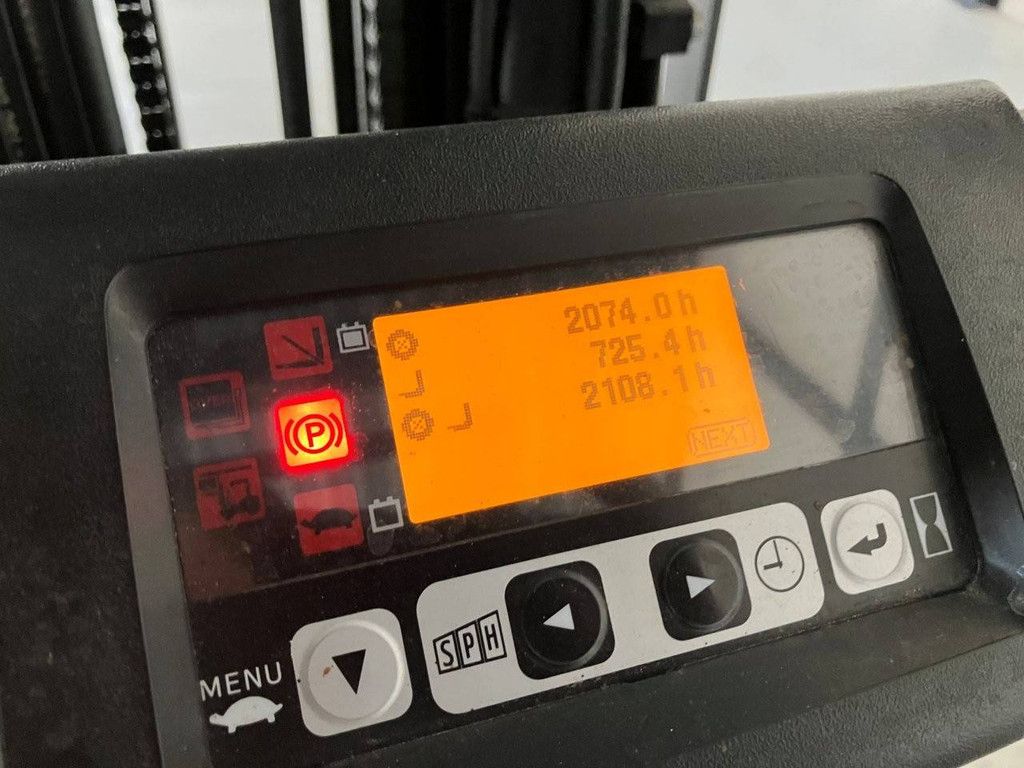 2074.0 h
725.4 h
2108.1 h
NEXT
P
SPH
MENU